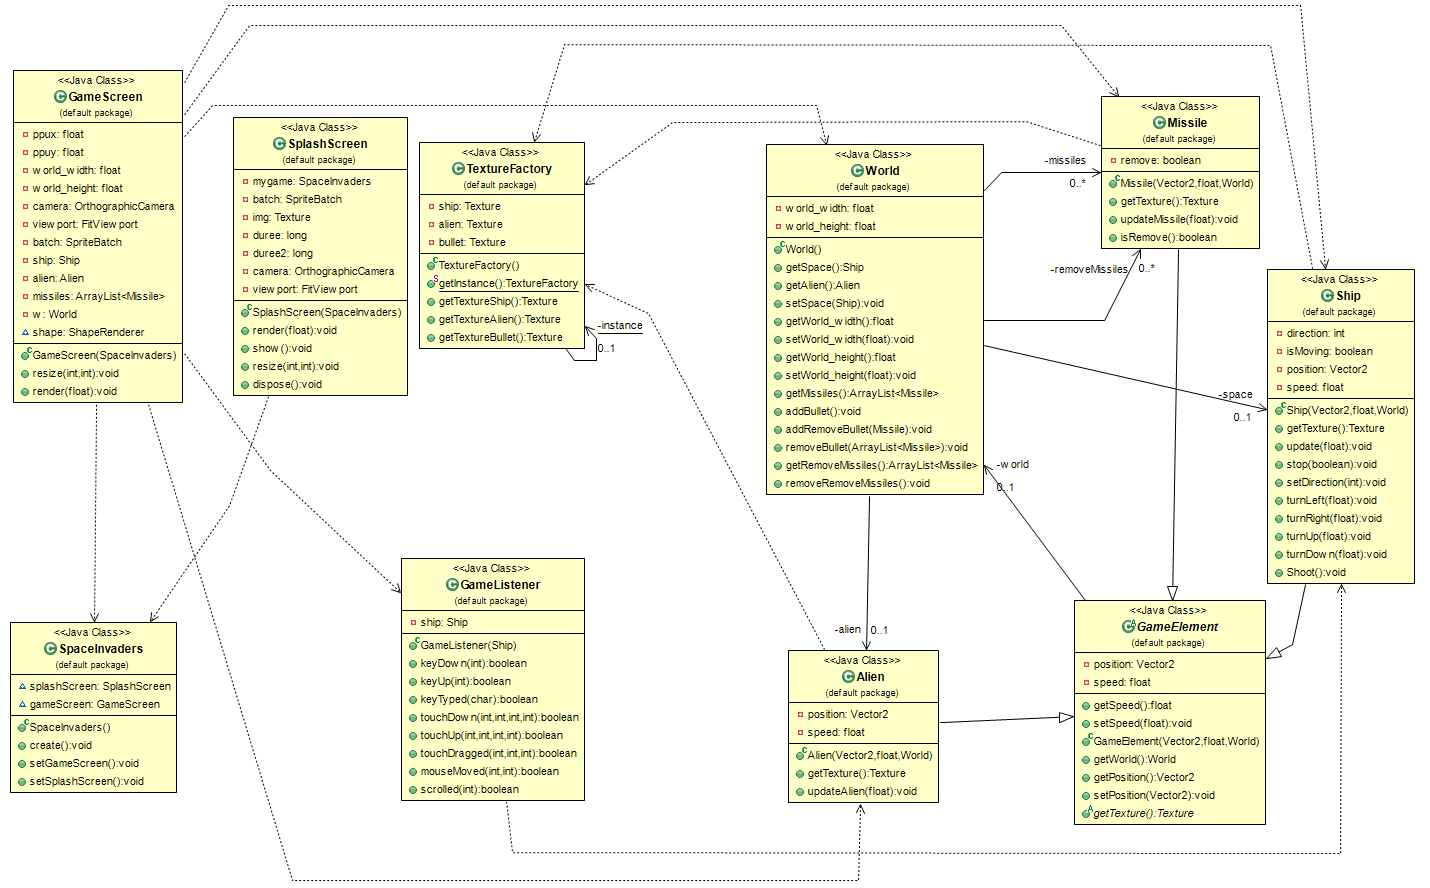 <<Java Class>>
GameScreen
(default package)
ppux: float
ppuy: float
world_width: float
world_height: float
camera: OrthographicCamera
viewport: FitViewport
batch: SpriteBatch
ship: Ship
alien: Alien
missiles: ArrayList<Missile>
w: World
shape: ShapeRenderer
GameScreen(SpaceInvaders)
resize(int,int):void
render(float):void
<<Java Class>>
SplashScreen
(default package)
mygame: SpaceInvaders
batch: SpriteBatch
img: Texture
duree: long
duree2: long
camera: OrthographicCamera
viewport: FitViewport
SplashScreen(SpaceInvaders)
render(float):void
show():void
resize(int,int):void
dispose():void
<<Java Class>>
TextureFactory
(default package)
ship: Texture
alien: Texture
bullet: Texture
TextureFactory()
getInstance():TextureFactory
getTextureShip():Texture
getTextureAlien():Texture
getTextureBullet():Texture
-instance
0..1
<<Java Class>>
World
(default package)
world_width: float
world_height: float
World()
getSpace():Ship
getAlien():Alien
setSpace(Ship):void
getWorld_width():float
setWorld_width(float):void
getWorld_height():float
setWorld_height(float):void
getMissiles():ArrayList<Missile>
addBullet():void
addRemoveBullet(Missile):void
removeBullet(ArrayList<Missile>):void
getRemoveMissiles():ArrayList<Missile>
removeRemoveMissiles():void
-missiles
0..*
-removeMissiles
0..*
-space
0..1
-world
0..1
-alien
0..1
<<Java Class>>
Missile
(default package)
remove: boolean
Missile(Vector2,float,World)
getTexture():Texture
updateMissile(float):void
isRemove():boolean
<<Java Class>>
Ship
(default package)
direction: int
isMoving: boolean
position: Vector2
speed: float
Ship(Vector2,float,World)
getTexture():Texture
update(float):void
stop(boolean):void
setDirection(int):void
turnLeft(float):void
turnRight(float):void
turnUp(float):void
turnDown(float):void
Shoot():void
<<Java Class>>
SpaceInvaders
(default package)
splashScreen: SplashScreen
gameScreen: GameScreen
SpaceInvaders()
create():void
setGameScreen():void
setSplashScreen():void
<<Java Class>>
GameListener
(default package)
ship: Ship
GameListener(Ship)
keyDown(int):boolean
keyUp(int):boolean
keyTyped(char):boolean
touchDown(int,int,int,int):boolean
touchUp(int,int,int,int):boolean
touchDragged(int,int,int):boolean
mouseMoved(int,int):boolean
scrolled(int):boolean
<<Java Class>>
Alien
(default package)
position: Vector2
speed: float
Alien(Vector2,float,World)
getTexture():Texture
updateAlien(float):void
<<Java Class>>
GameElement
(default package)
position: Vector2
speed: float
getSpeed():float
setSpeed(float):void
GameElement(Vector2,float,World)
getWorld():World
getPosition():Vector2
setPosition(Vector2):void
getTexture():Texture